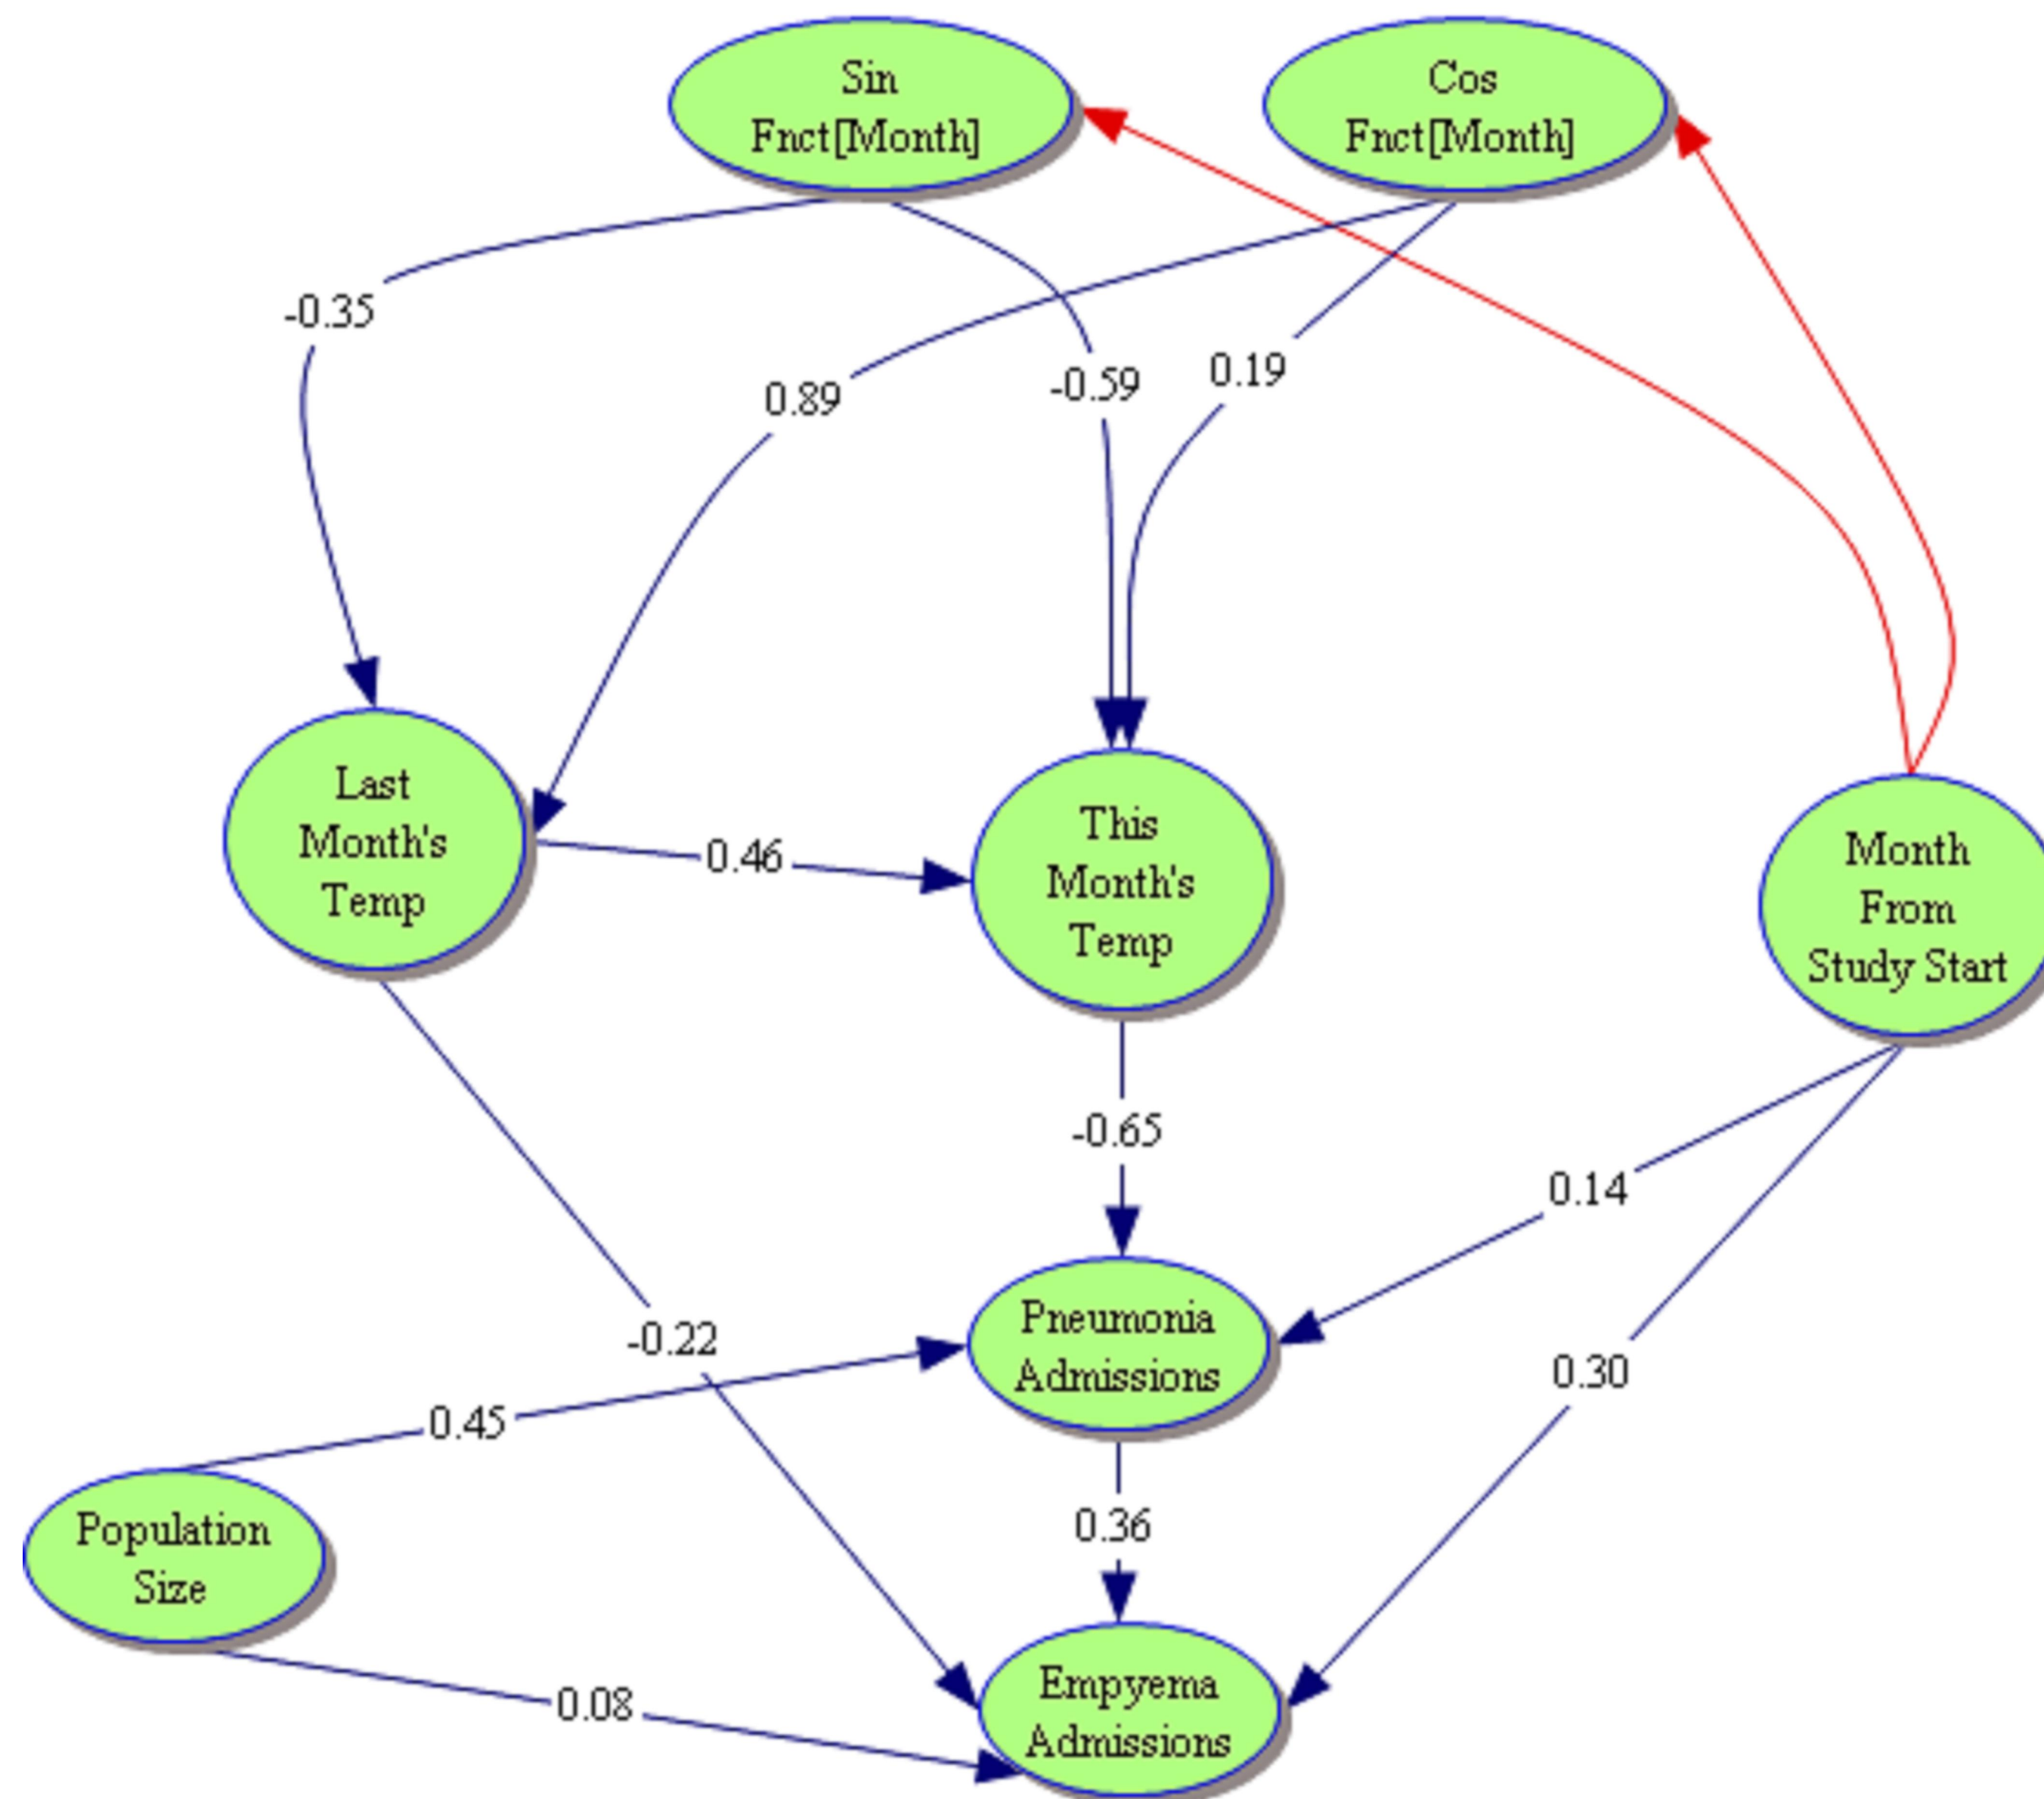 Sin
Fnct[Month]
Cos
Fnct[Month]
-0.35
0.89
-0.59
0.19
Last
Month's
Temp
0.46
This
Month's
Temp
Month
From
Study Start
-0.65
0.14
-0.22
Pneumonia
Admissions
0.30
0.45
0.36
Population
Size
0.08
Empyema
Admissions